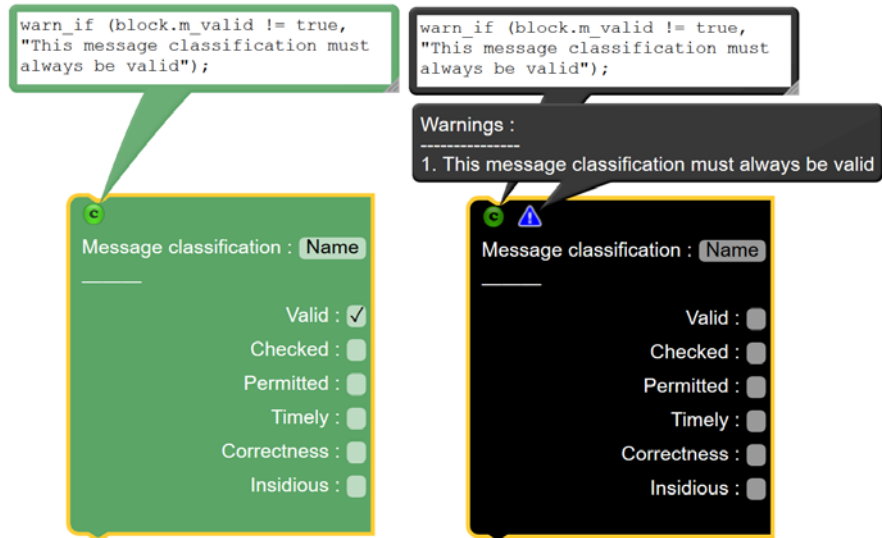 warn_if (block.m_valid != true,
"This message classification must
always be valid");
C
Message classification : Name
______
Valid : ✓
Checked :
Permitted :
Timely :
Correctness :
Insidious :
warn_if (block.m_valid != true,
"This message classification must
always be valid");
Warnings :
---------------
1. This message classification must always be valid
C
Message classification : Name
______
Valid :
Checked :
Permitted :
Timely :
Correctness :
Insidious :